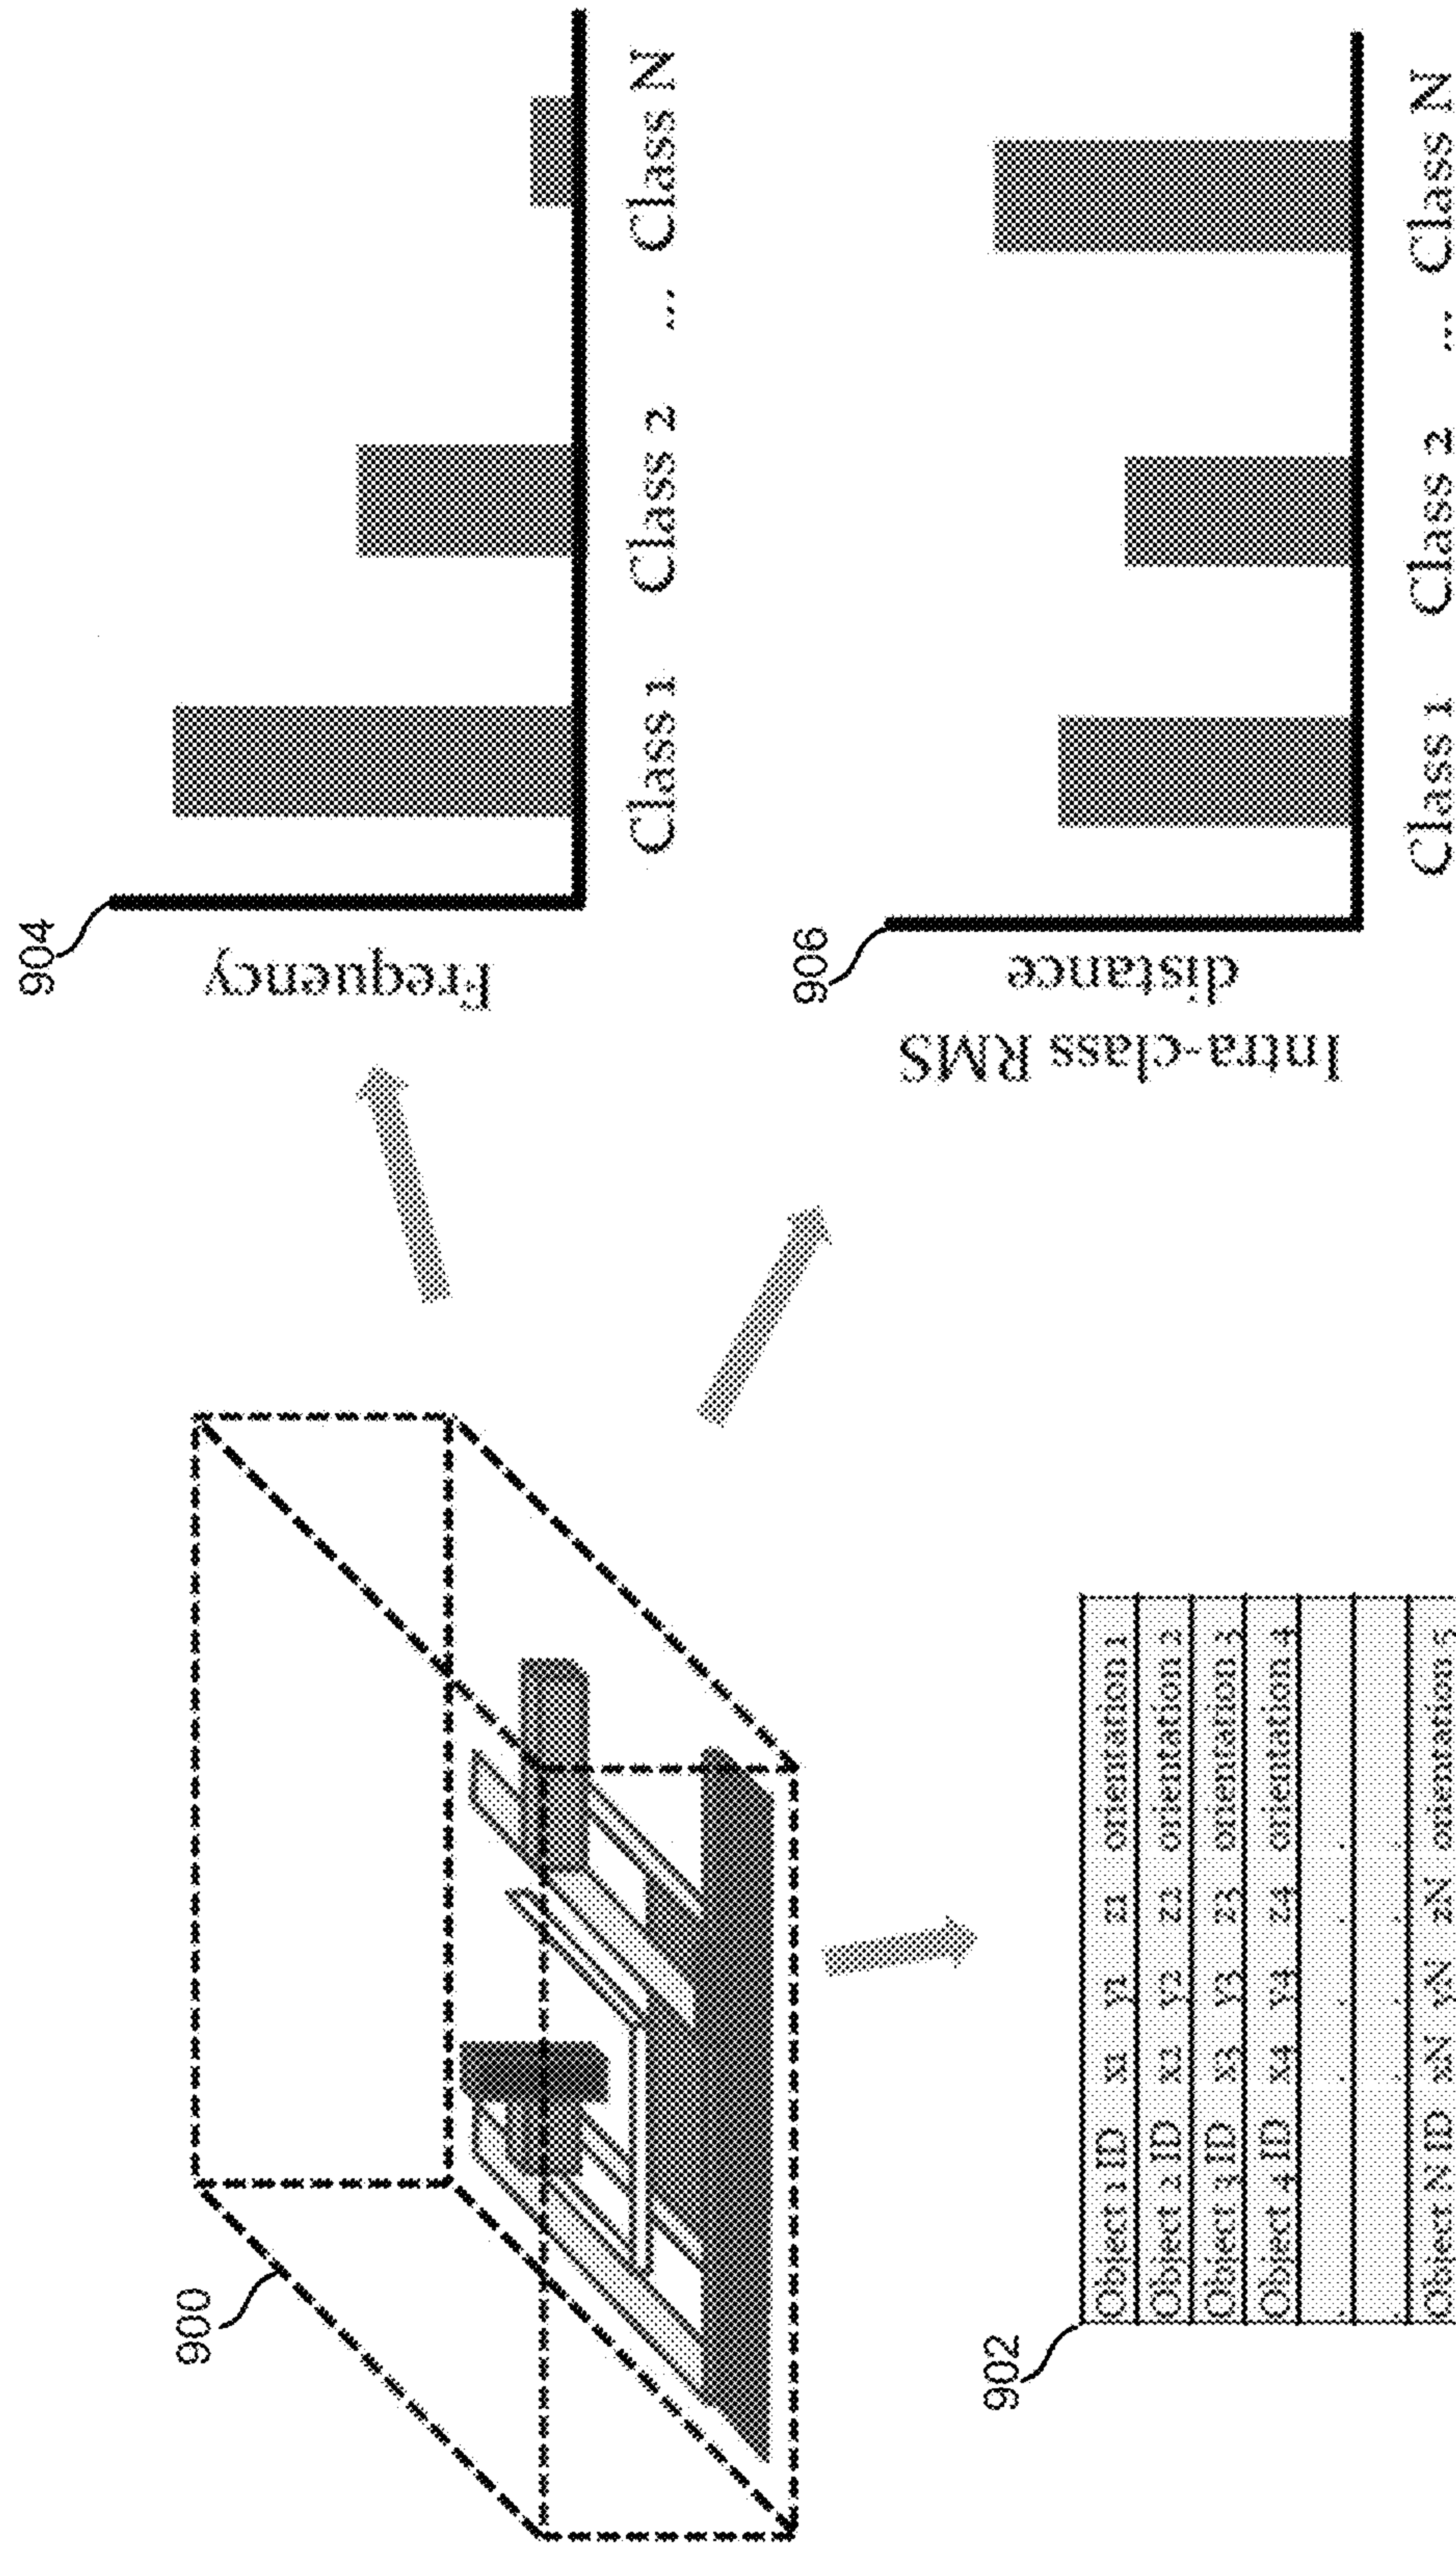 900
902
Object 1 ID x1 y1 z1 orientation 1
Object 2 ID x2 y2 z2 orientation 2
Object 3 ID x3 y3 z3 orientation 3
Object 4 ID x4 y4 z4 orientation 4
. . . . .
. . . . .
Object N ID xN yN zN orientation 5
904
Frequency
Class 1 Class 2 ... Class N
906
Intra-class RMS
distance
Class 1 Class 2 ... Class N